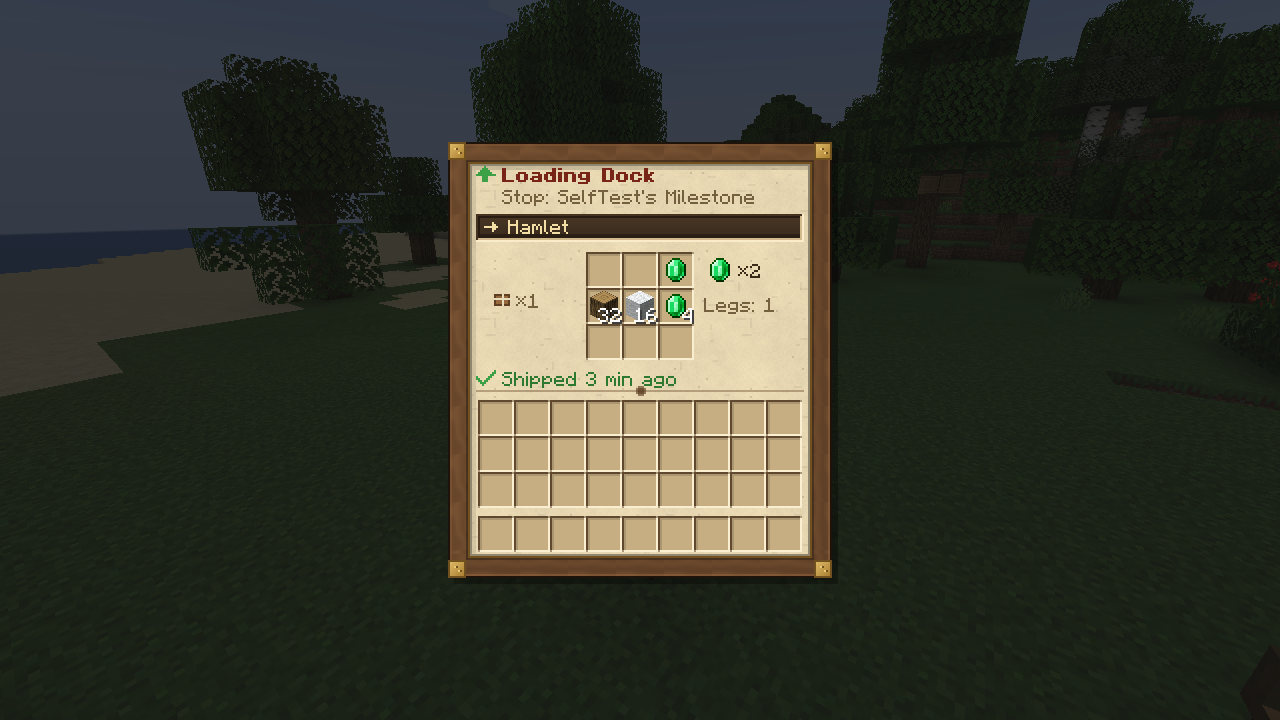 Loading Dock
Stop: SelfTest's Milestone
→ Hamlet
×2
×1
32 16 4
Legs: 1
Shipped 3 min ago